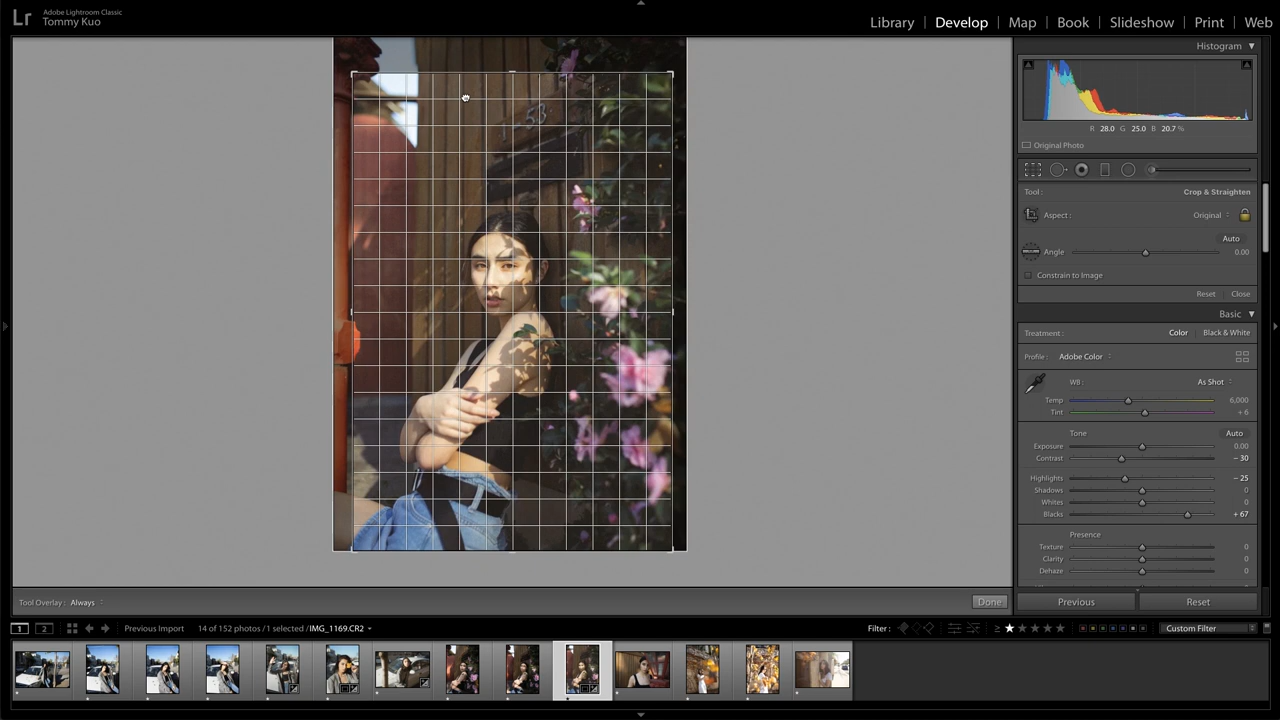 Lr Adobe Lightroom Classic
Tommy Kuo
Library | Develop | Map | Book | Slideshow | Print | Web
Histogram
R 28.0 G 25.0 B 20.7 %
Original Photo
Tool : Crop & Straighten
Aspect : Original
Auto
Angle 0.00
Constrain to Image
Reset Close
Basic
Treatment : Color | Black & White
Profile : Adobe Color
WB : As Shot
Temp 6,000
Tint + 6
Tone Auto
Exposure 0.00
Contrast – 30
Highlights – 25
Shadows 0
Whites 0
Blacks + 67
Presence
Texture 0
Clarity 0
Dehaze 0
53
Tool Overlay : Always
Done
Previous Reset
1 2 Previous Import 14 of 152 photos / 1 selected / IMG_1169.CR2
Filter : ≥ Custom Filter